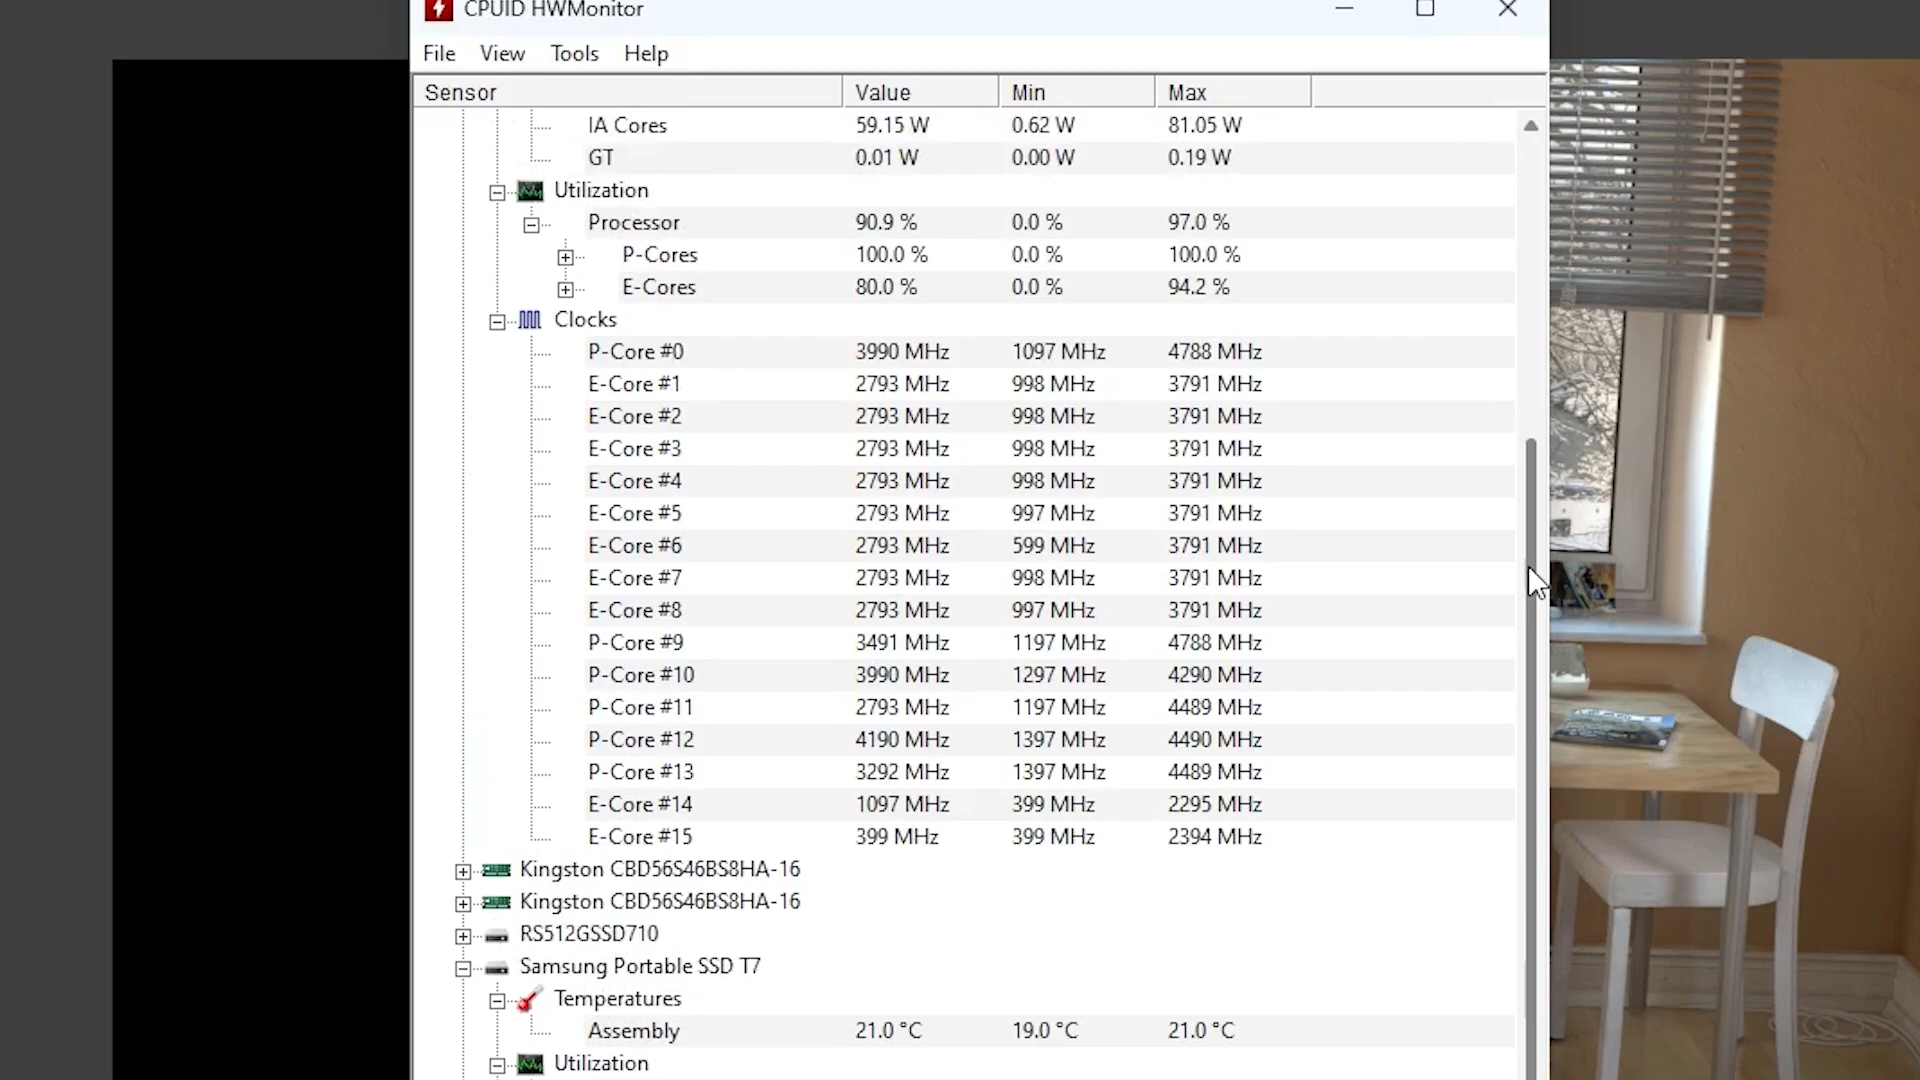 CPUID HWMonitor
File View Tools Help
Sensor Value Min Max
IA Cores 59.15 W 0.62 W 81.05 W
GT 0.01 W 0.00 W 0.19 W
Utilization
Processor 90.9 % 0.0 % 97.0 %
P-Cores 100.0 % 0.0 % 100.0 %
E-Cores 80.0 % 0.0 % 94.2 %
Clocks
P-Core #0 3990 MHz 1097 MHz 4788 MHz
E-Core #1 2793 MHz 998 MHz 3791 MHz
E-Core #2 2793 MHz 998 MHz 3791 MHz
E-Core #3 2793 MHz 998 MHz 3791 MHz
E-Core #4 2793 MHz 998 MHz 3791 MHz
E-Core #5 2793 MHz 997 MHz 3791 MHz
E-Core #6 2793 MHz 599 MHz 3791 MHz
E-Core #7 2793 MHz 998 MHz 3791 MHz
E-Core #8 2793 MHz 997 MHz 3791 MHz
P-Core #9 3491 MHz 1197 MHz 4788 MHz
P-Core #10 3990 MHz 1297 MHz 4290 MHz
P-Core #11 2793 MHz 1197 MHz 4489 MHz
P-Core #12 4190 MHz 1397 MHz 4490 MHz
P-Core #13 3292 MHz 1397 MHz 4489 MHz
E-Core #14 1097 MHz 399 MHz 2295 MHz
E-Core #15 399 MHz 399 MHz 2394 MHz
Kingston CBD56S46BS8HA-16
Kingston CBD56S46BS8HA-16
RS512GSSD710
Samsung Portable SSD T7
Temperatures
Assembly 21.0 °C 19.0 °C 21.0 °C
Utilization